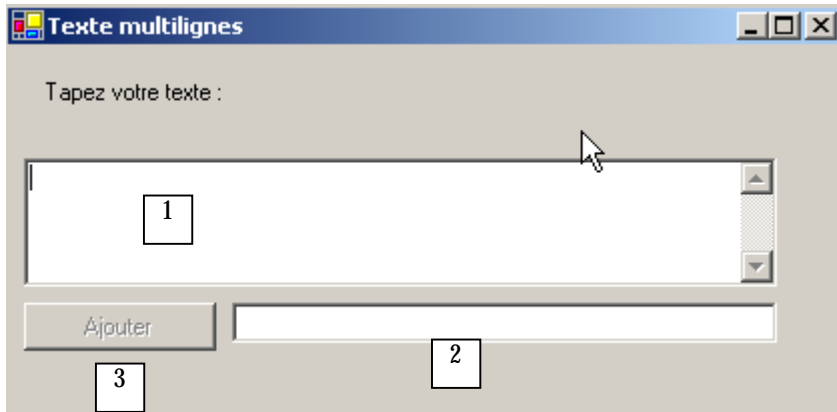 Texte multilignes
Tapez votre texte :
1
Ajouter
2
3